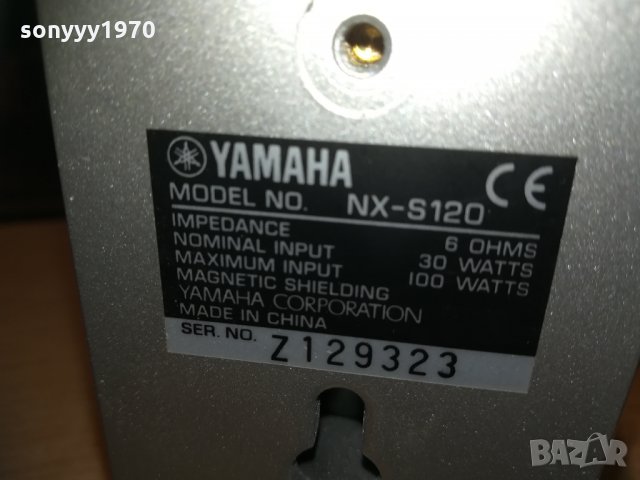 sonyyy1970
YAMAHA CE
MODEL NO. NX-S120
IMPEDANCE 6 OHMS
NOMINAL INPUT 30 WATTS
MAXIMUM INPUT 100 WATTS
MAGNETIC SHIELDING
YAMAHA CORPORATION
MADE IN CHINA
SER. NO. Z129323
BAZAR